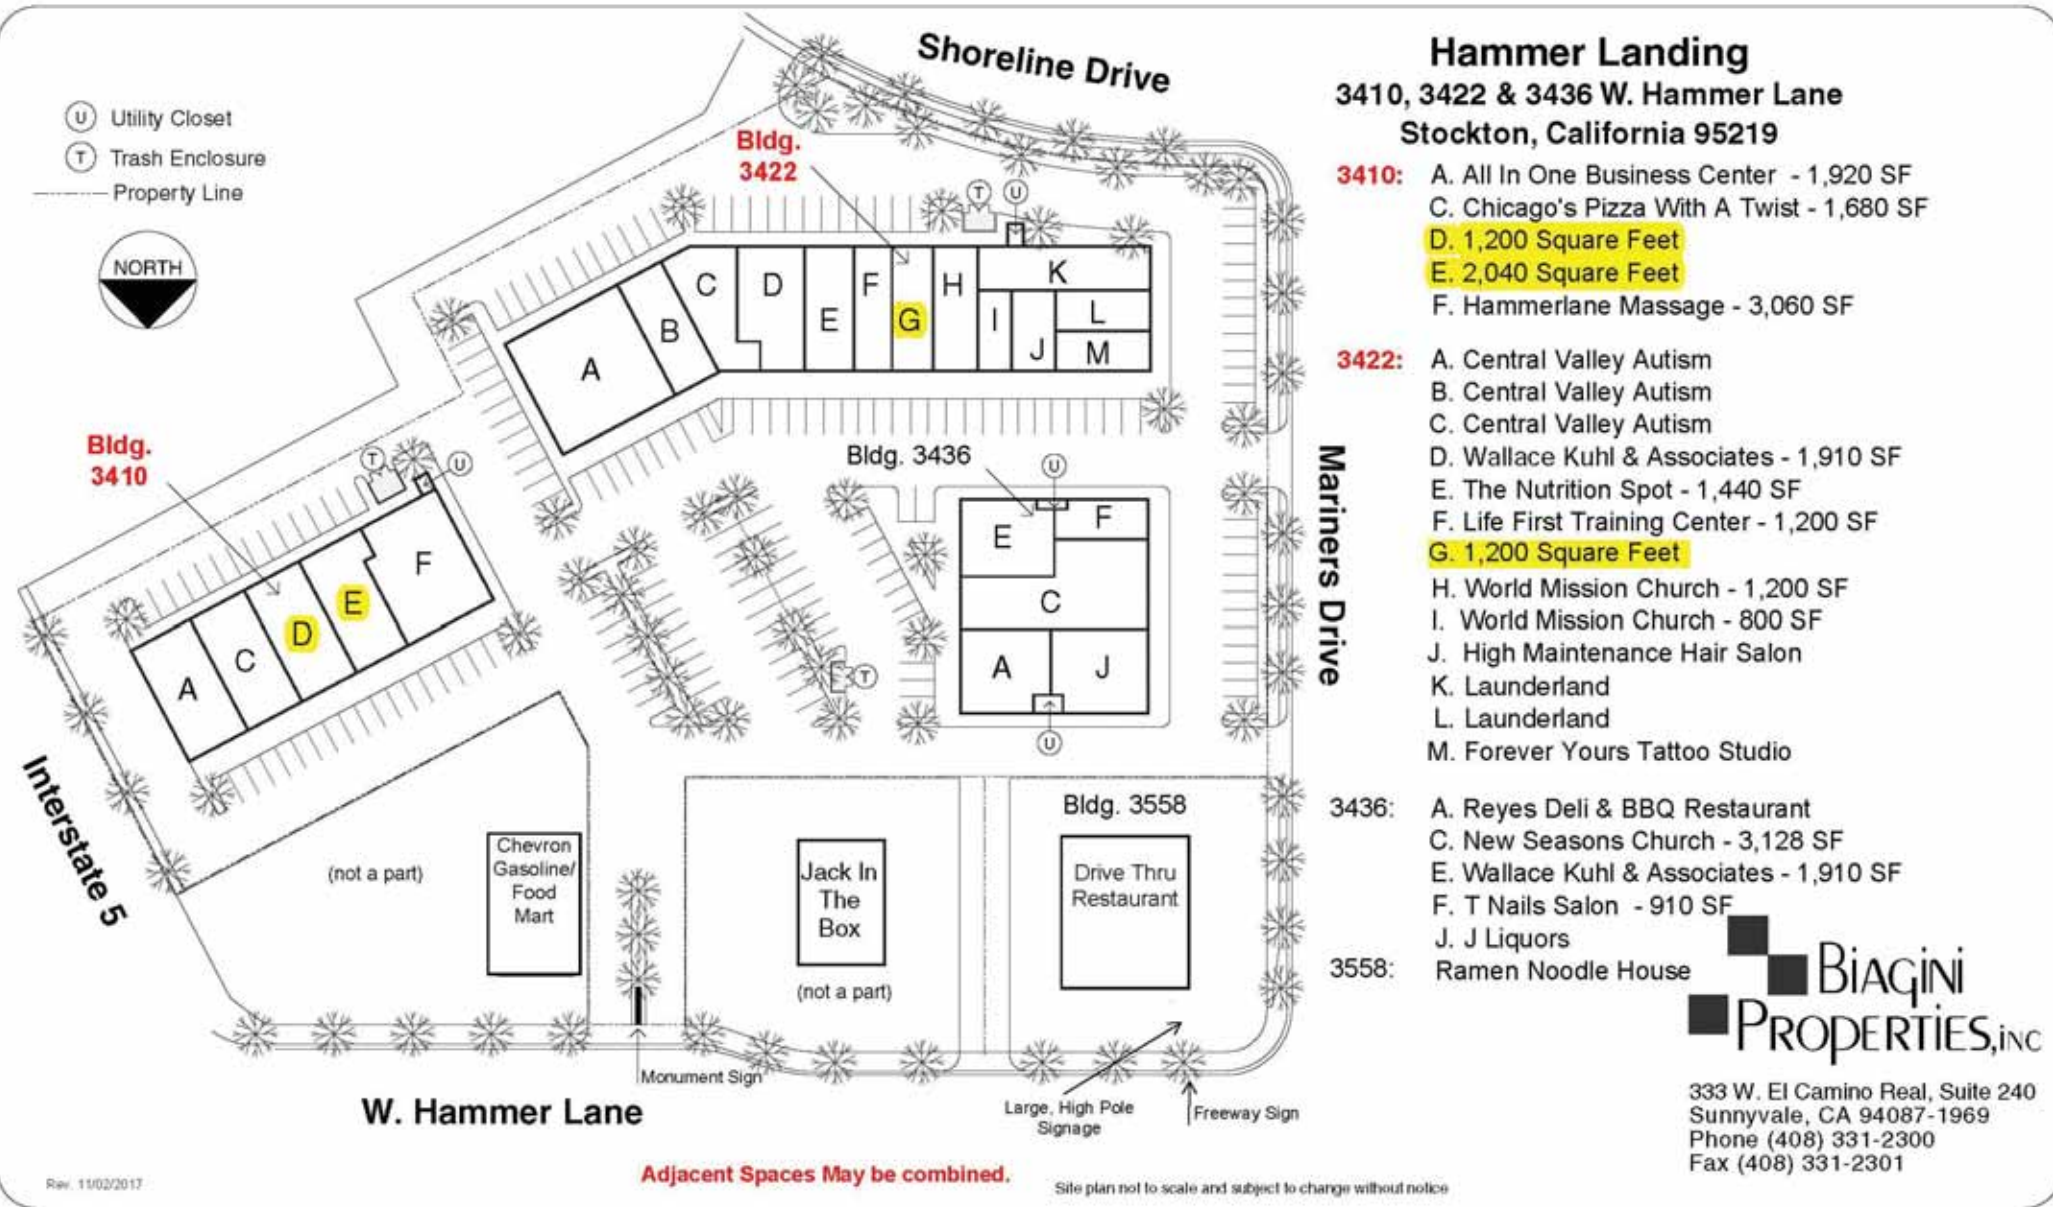 Shoreline Drive
U Utility Closet
T Trash Enclosure
Property Line
NORTH
Bldg.
3422
T U
A
B
C
D
E
F
G
H
I
J
K
L
M
Bldg.
3410
T U
A
C
D
E
F
Bldg. 3436
U
E
F
C
A
J
U
T
Mariners Drive
Interstate 5
(not a part)
Chevron
Gasoline/
Food
Mart
Jack In
The
Box
(not a part)
Bldg. 3558
Drive Thru
Restaurant
Monument Sign
W. Hammer Lane
Large, High Pole
Signage
Freeway Sign
Rev. 11/02/2017
Adjacent Spaces May be combined.
Site plan not to scale and subject to change without notice
Hammer Landing
3410, 3422 & 3436 W. Hammer Lane
Stockton, California 95219
3410: A. All In One Business Center - 1,920 SF
C. Chicago's Pizza With A Twist - 1,680 SF
D. 1,200 Square Feet
E. 2,040 Square Feet
F. Hammerlane Massage - 3,060 SF
3422: A. Central Valley Autism
B. Central Valley Autism
C. Central Valley Autism
D. Wallace Kuhl & Associates - 1,910 SF
E. The Nutrition Spot - 1,440 SF
F. Life First Training Center - 1,200 SF
G. 1,200 Square Feet
H. World Mission Church - 1,200 SF
I. World Mission Church - 800 SF
J. High Maintenance Hair Salon
K. Launderland
L. Launderland
M. Forever Yours Tattoo Studio
3436: A. Reyes Deli & BBQ Restaurant
C. New Seasons Church - 3,128 SF
E. Wallace Kuhl & Associates - 1,910 SF
F. T Nails Salon - 910 SF
J. J Liquors
3558: Ramen Noodle House
BiAgini
PROPERTIES, iNC
333 W. El Camino Real, Suite 240
Sunnyvale, CA 94087-1969
Phone (408) 331-2300
Fax (408) 331-2301